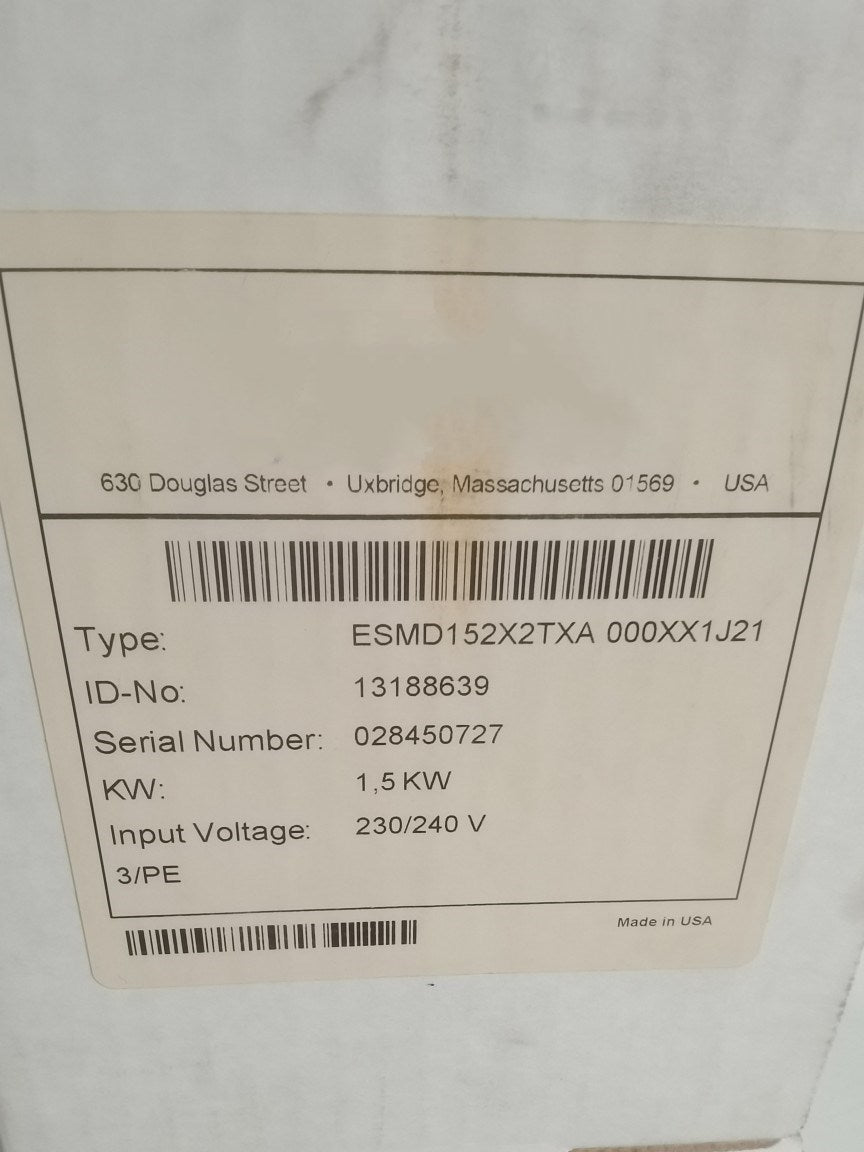 630 Douglas Street • Uxbridge, Massachusetts 01569 • USA
Type: ESMD152X2TXA 000XX1J21
ID-No: 13188639
Serial Number: 028450727
KW: 1,5 KW
Input Voltage: 230/240 V
3/PE
Made in USA